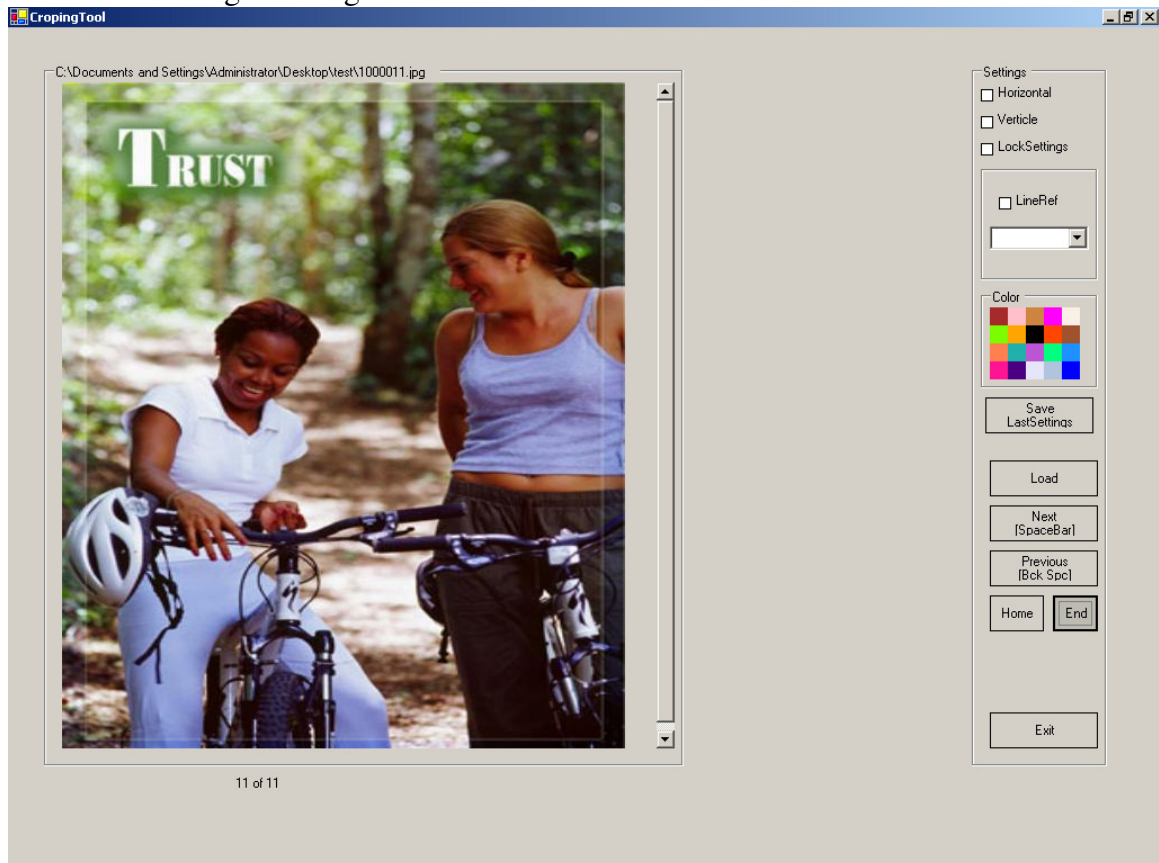 CropingTool
C:\Documents and Settings\Administrator\Desktop\test\1000011.jpg
TRUST
11 of 11
Settings
Horizontal
Verticle
LockSettings
LineRef
Color
Save
LastSettings
Load
Next
[SpaceBar]
Previous
[Bck Spc]
Home
End
Exit